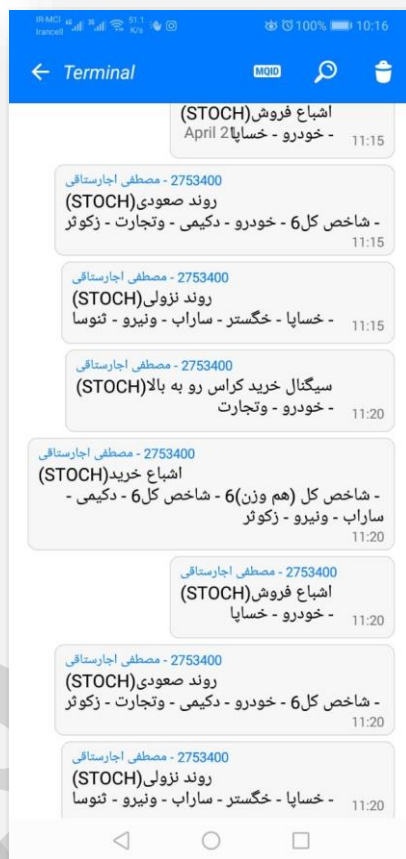 IR-MCI 4G 3G 51.1 K/s 100% 10:16
Irancell
Terminal MQID
اشباع فروش(STOCH)
- خودرو - خساپا
April 21
11:15
2753400 - مصطفی اجارستاقی
روند صعودی(STOCH)
- شاخص کل6 - خودرو - دکیمی - وتجارت - زکوثر
11:15
2753400 - مصطفی اجارستاقی
روند نزولی(STOCH)
- خساپا - خگستر - ساراب - ونیرو - ثنوسا
11:15
2753400 - مصطفی اجارستاقی
سیگنال خرید کراس رو به بالا(STOCH)
- خودرو - وتجارت
11:20
2753400 - مصطفی اجارستاقی
اشباع خرید(STOCH)
- شاخص کل (هم وزن)6 - شاخص کل6 - دکیمی -
ساراب - ونیرو - زکوثر
11:20
2753400 - مصطفی اجارستاقی
اشباع فروش(STOCH)
- خودرو - خساپا
11:20
2753400 - مصطفی اجارستاقی
روند صعودی(STOCH)
- شاخص کل6 - خودرو - دکیمی - وتجارت - زکوثر
11:20
2753400 - مصطفی اجارستاقی
روند نزولی(STOCH)
- خساپا - خگستر - ساراب - ونیرو - ثنوسا
11:20